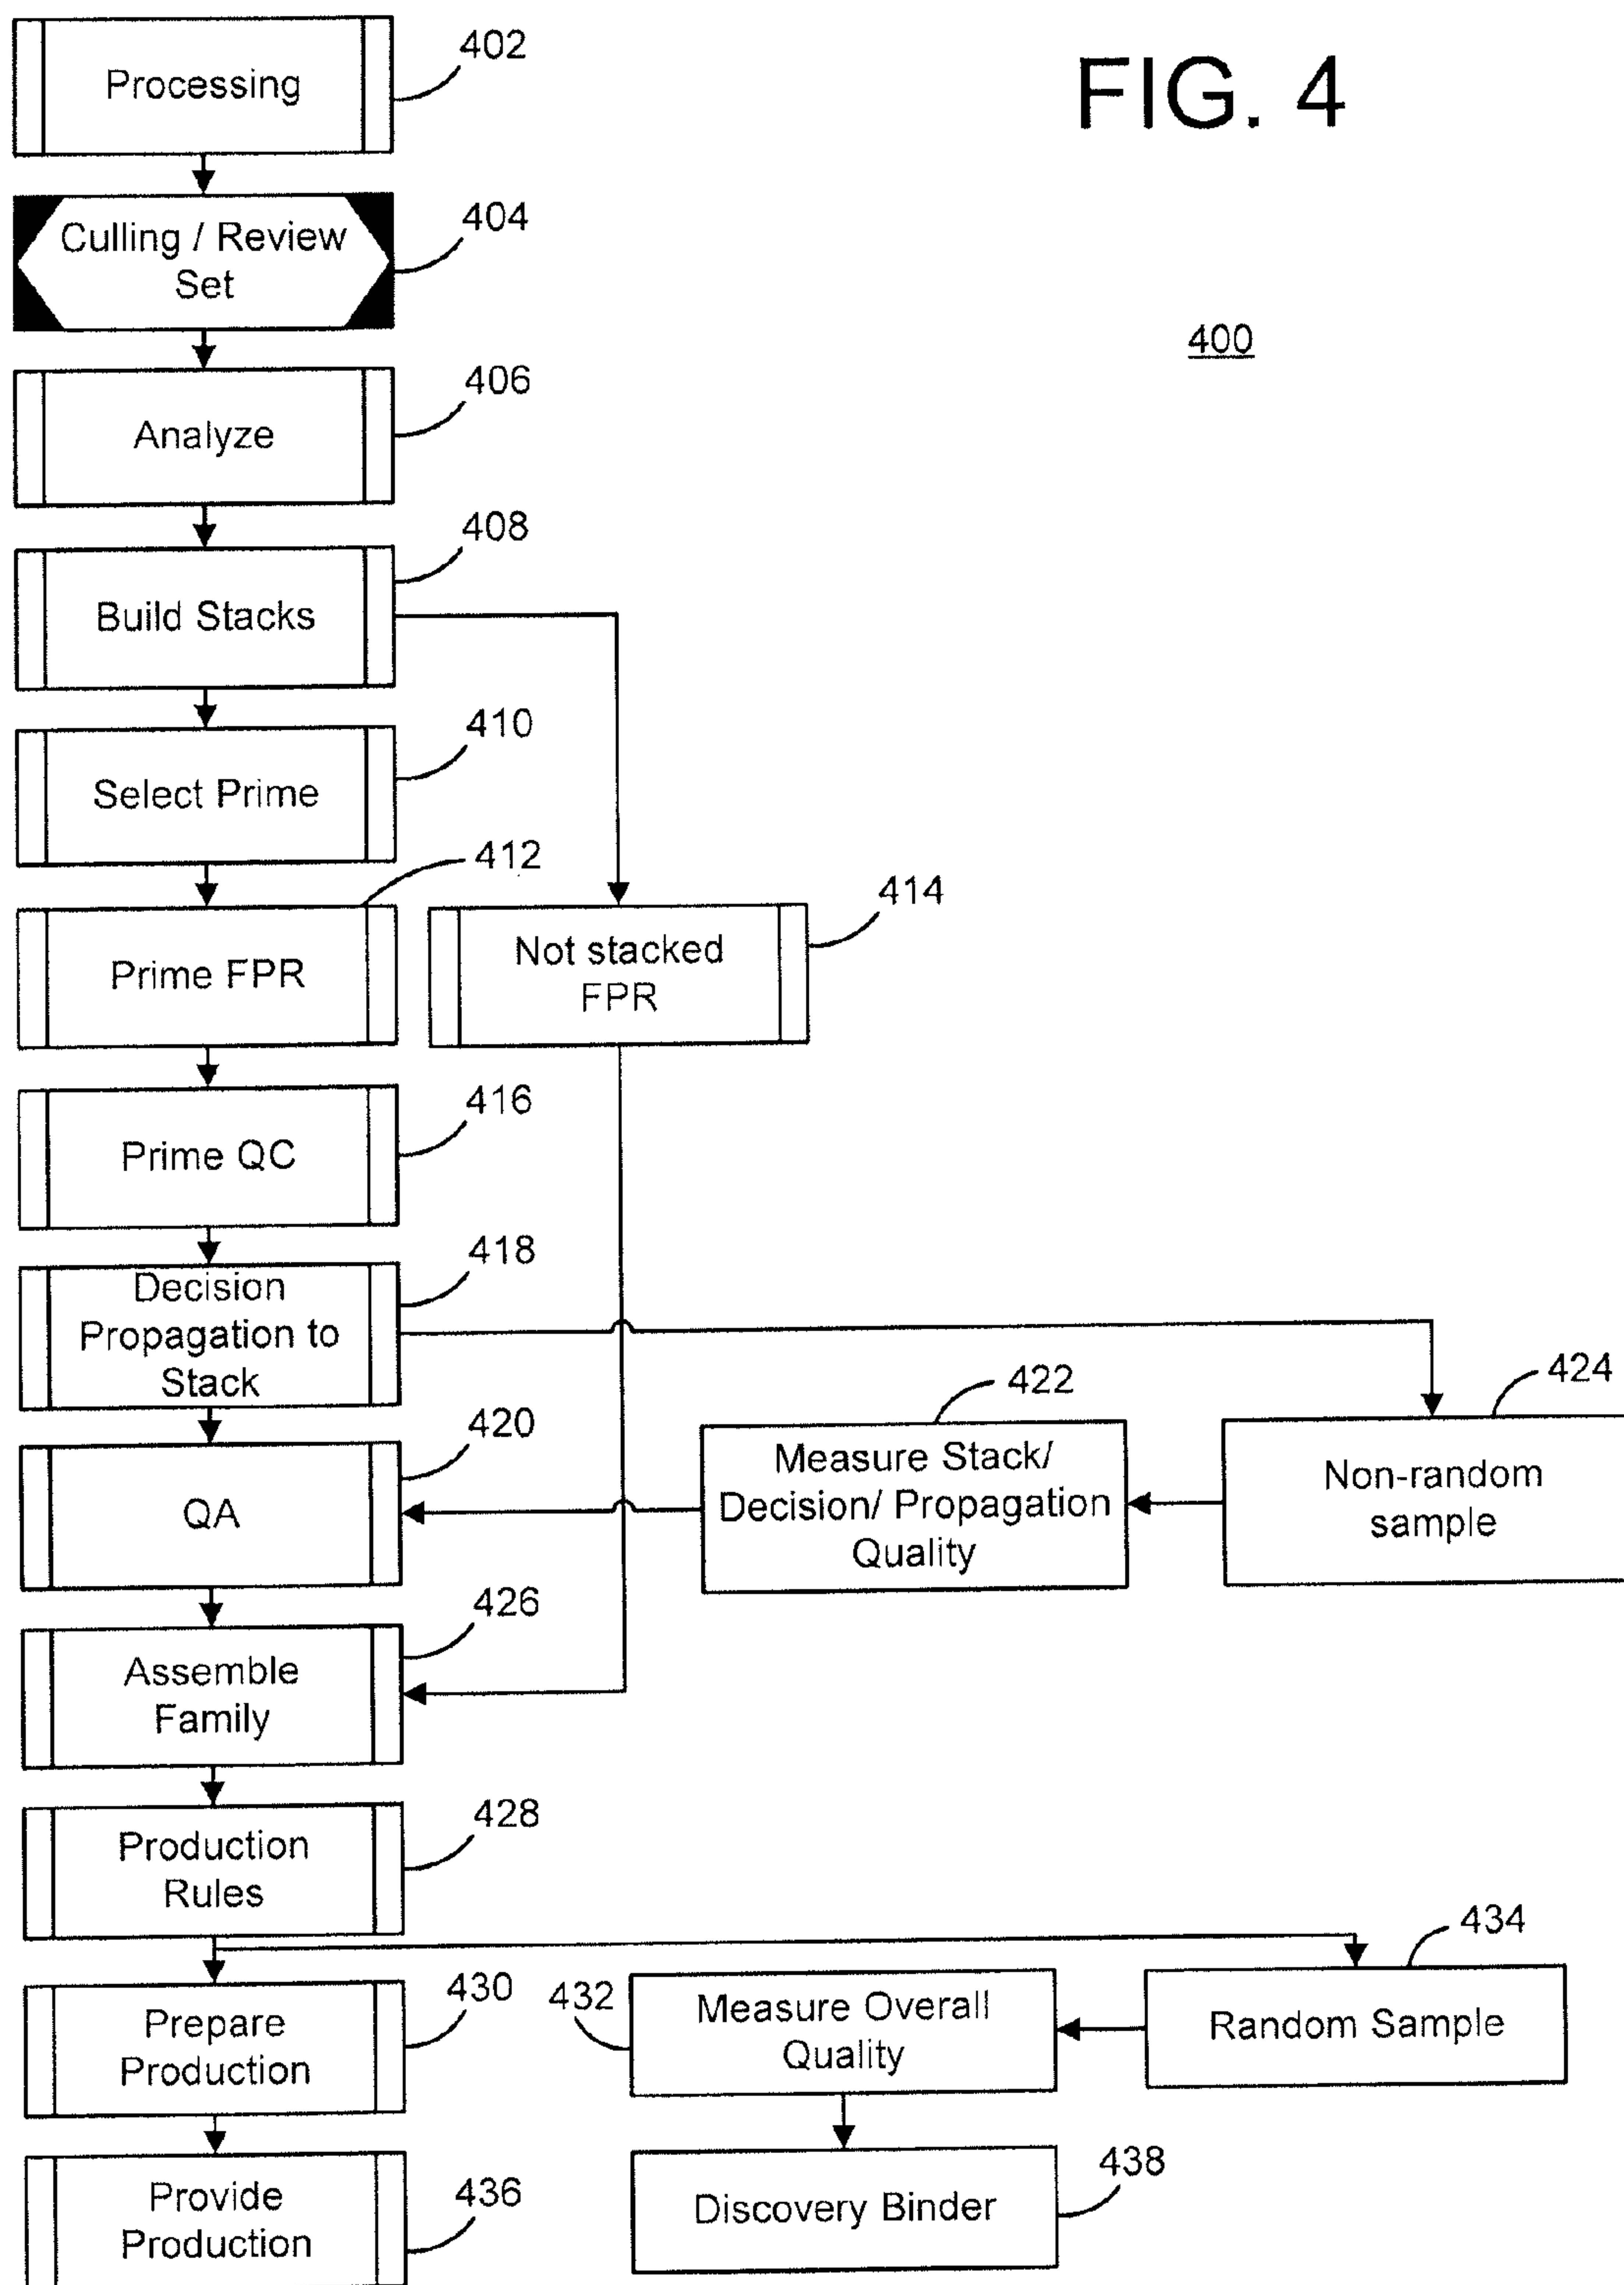 FIG. 4
400
Processing
402
Culling / Review
Set
404
Analyze
406
Build Stacks
408
Select Prime
410
Prime FPR
412
Not stacked
FPR
414
Prime QC
416
Decision
Propagation to
Stack
418
QA
420
Measure Stack/
Decision/ Propagation
Quality
422
Non-random
sample
424
Assemble
Family
426
Production
Rules
428
Prepare
Production
430
432
Measure Overall
Quality
Random Sample
434
Provide
Production
436
Discovery Binder
438